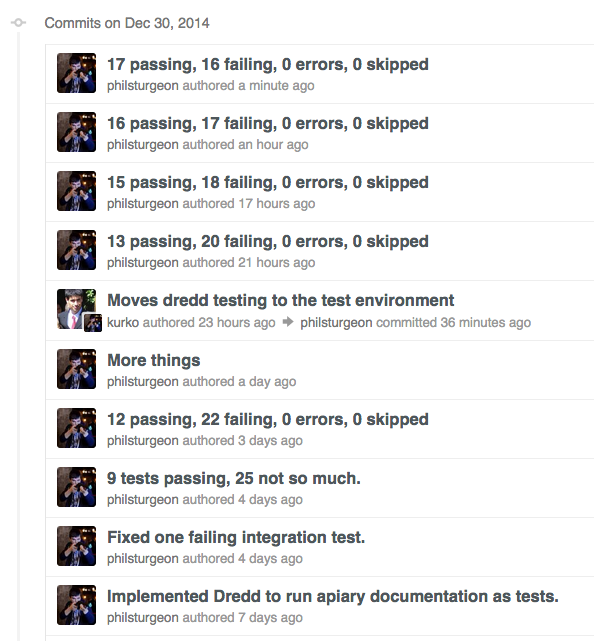 Commits on Dec 30, 2014
17 passing, 16 failing, 0 errors, 0 skipped
philsturgeon authored a minute ago
16 passing, 17 failing, 0 errors, 0 skipped
philsturgeon authored an hour ago
15 passing, 18 failing, 0 errors, 0 skipped
philsturgeon authored 17 hours ago
13 passing, 20 failing, 0 errors, 0 skipped
philsturgeon authored 21 hours ago
Moves dredd testing to the test environment
kurko authored 23 hours ago → philsturgeon committed 36 minutes ago
More things
philsturgeon authored a day ago
12 passing, 22 failing, 0 errors, 0 skipped
philsturgeon authored 3 days ago
9 tests passing, 25 not so much.
philsturgeon authored 4 days ago
Fixed one failing integration test.
philsturgeon authored 4 days ago
Implemented Dredd to run apiary documentation as tests.
philsturgeon authored 7 days ago